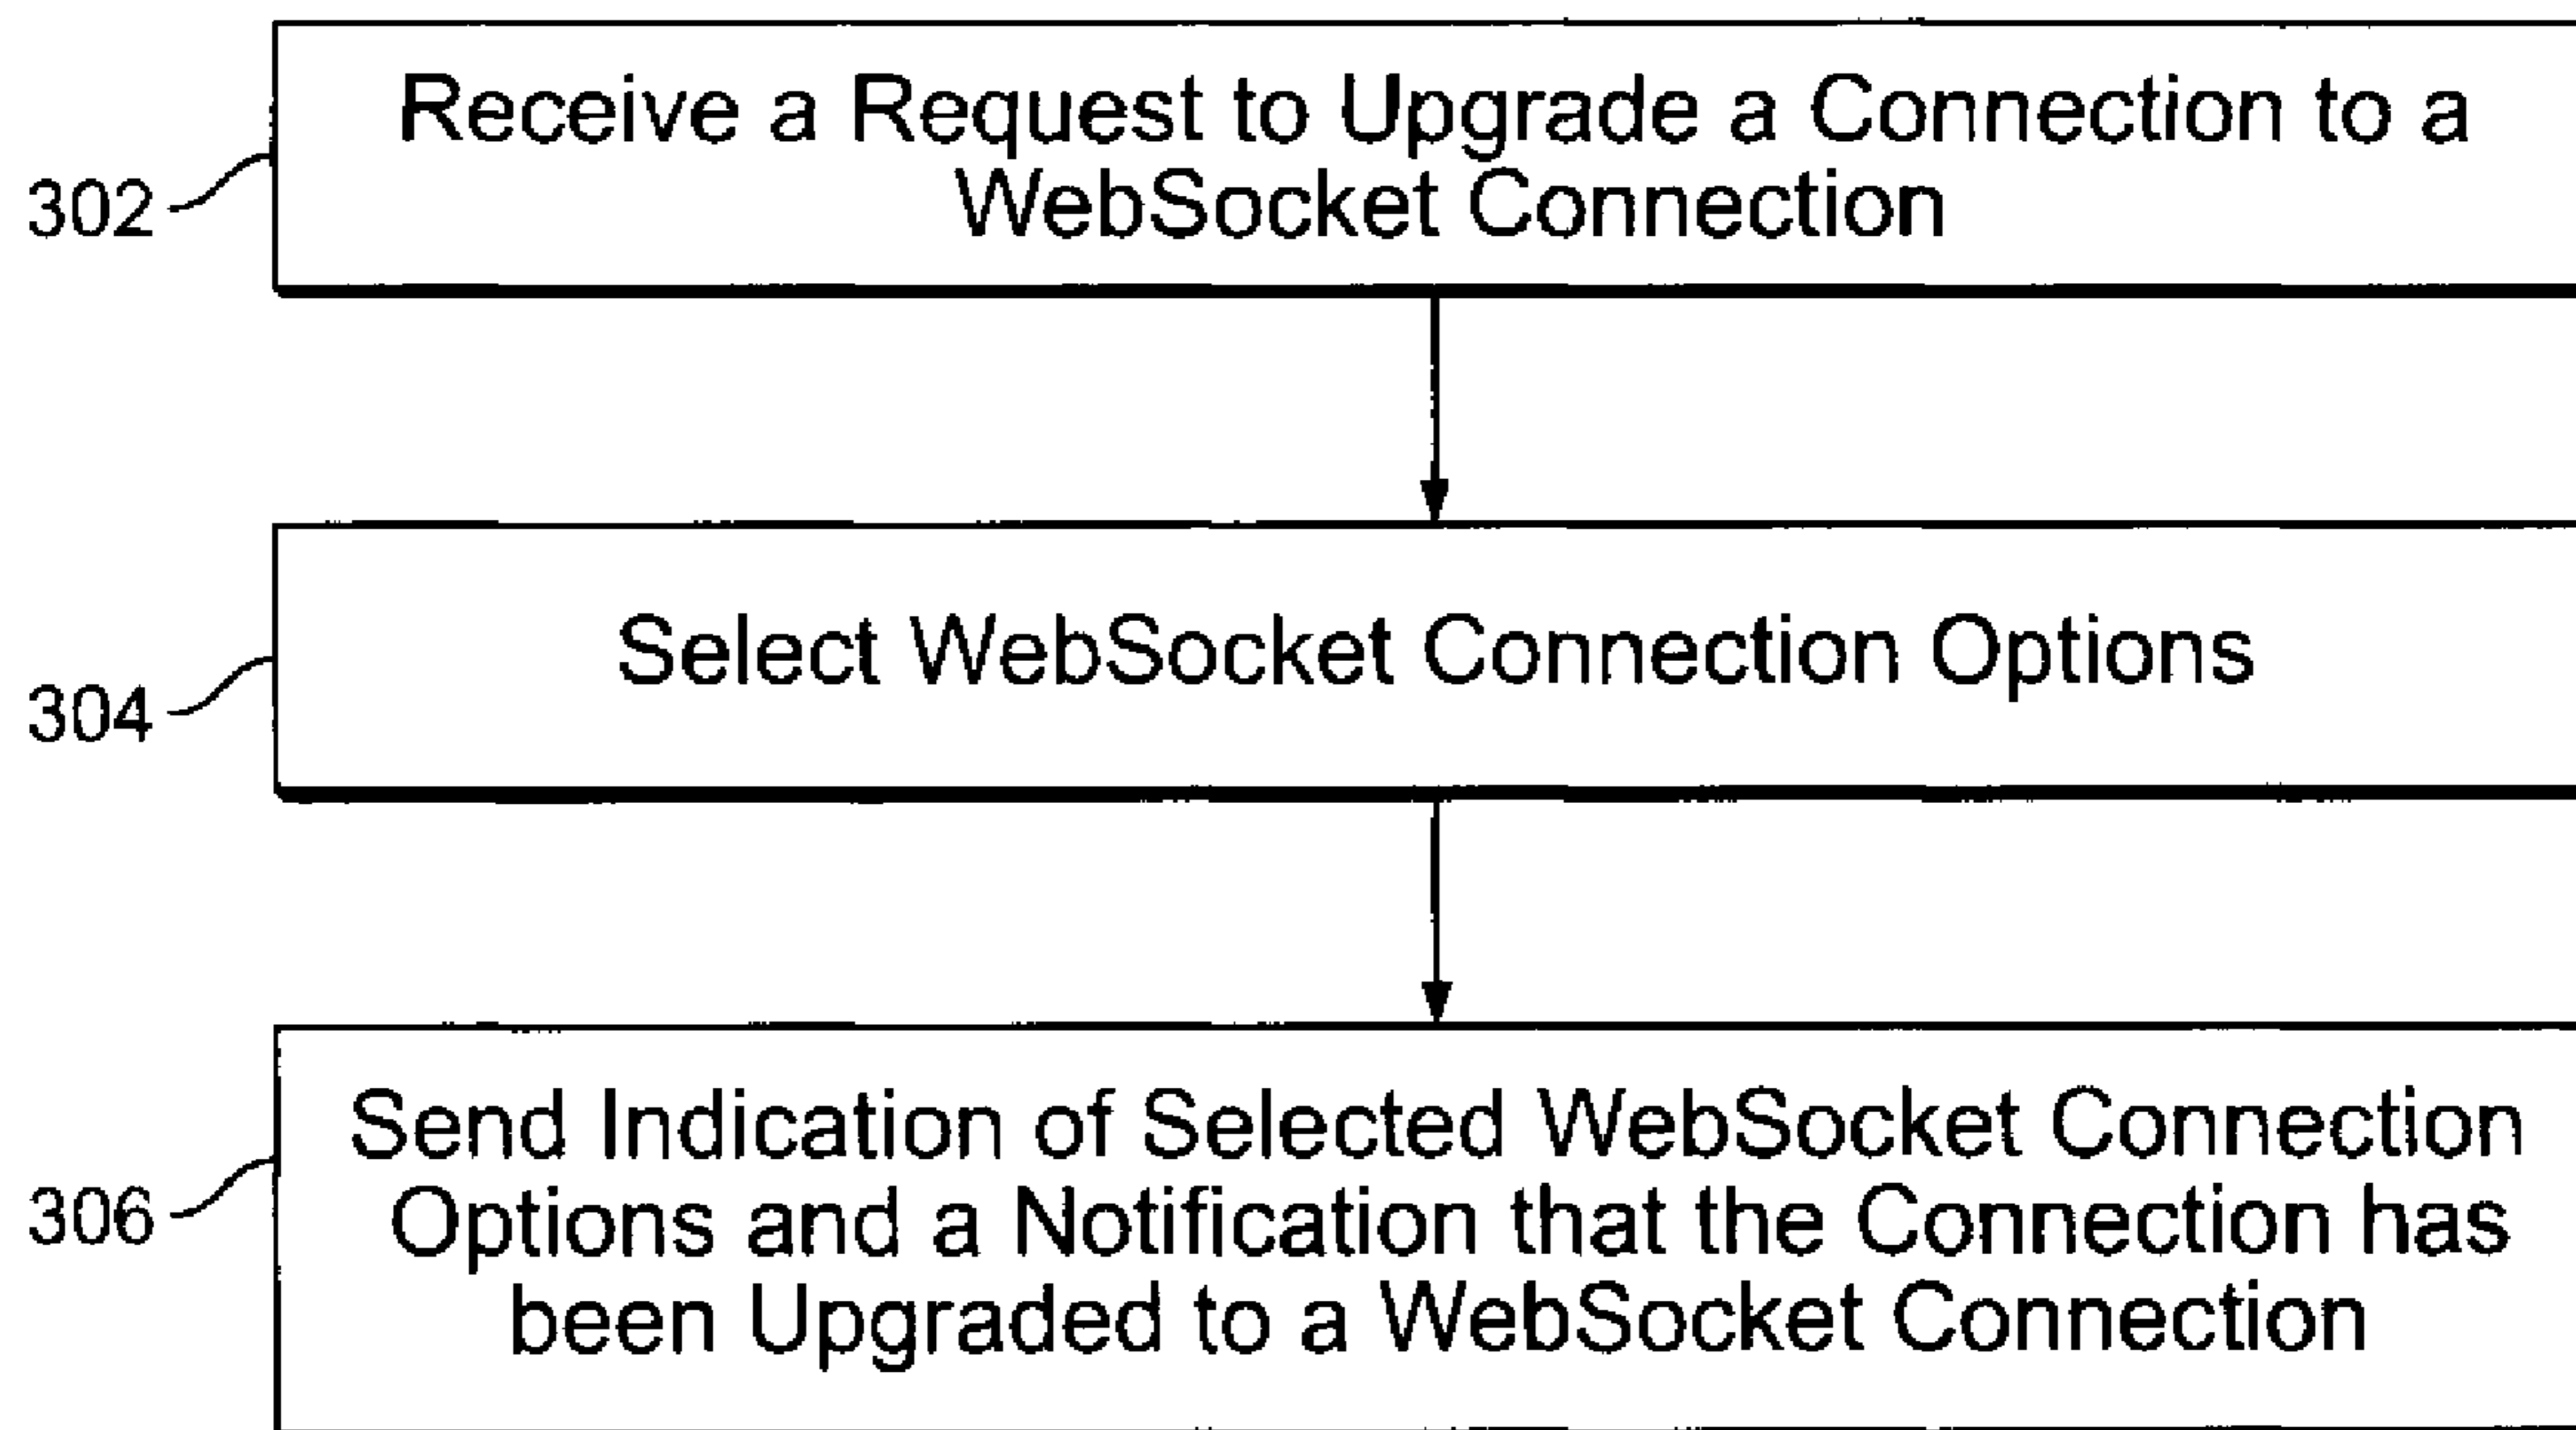 Receive a Request to Upgrade a Connection to a
WebSocket Connection
302
Select WebSocket Connection Options
304
Send Indication of Selected WebSocket Connection
Options and a Notification that the Connection has
been Upgraded to a WebSocket Connection
306